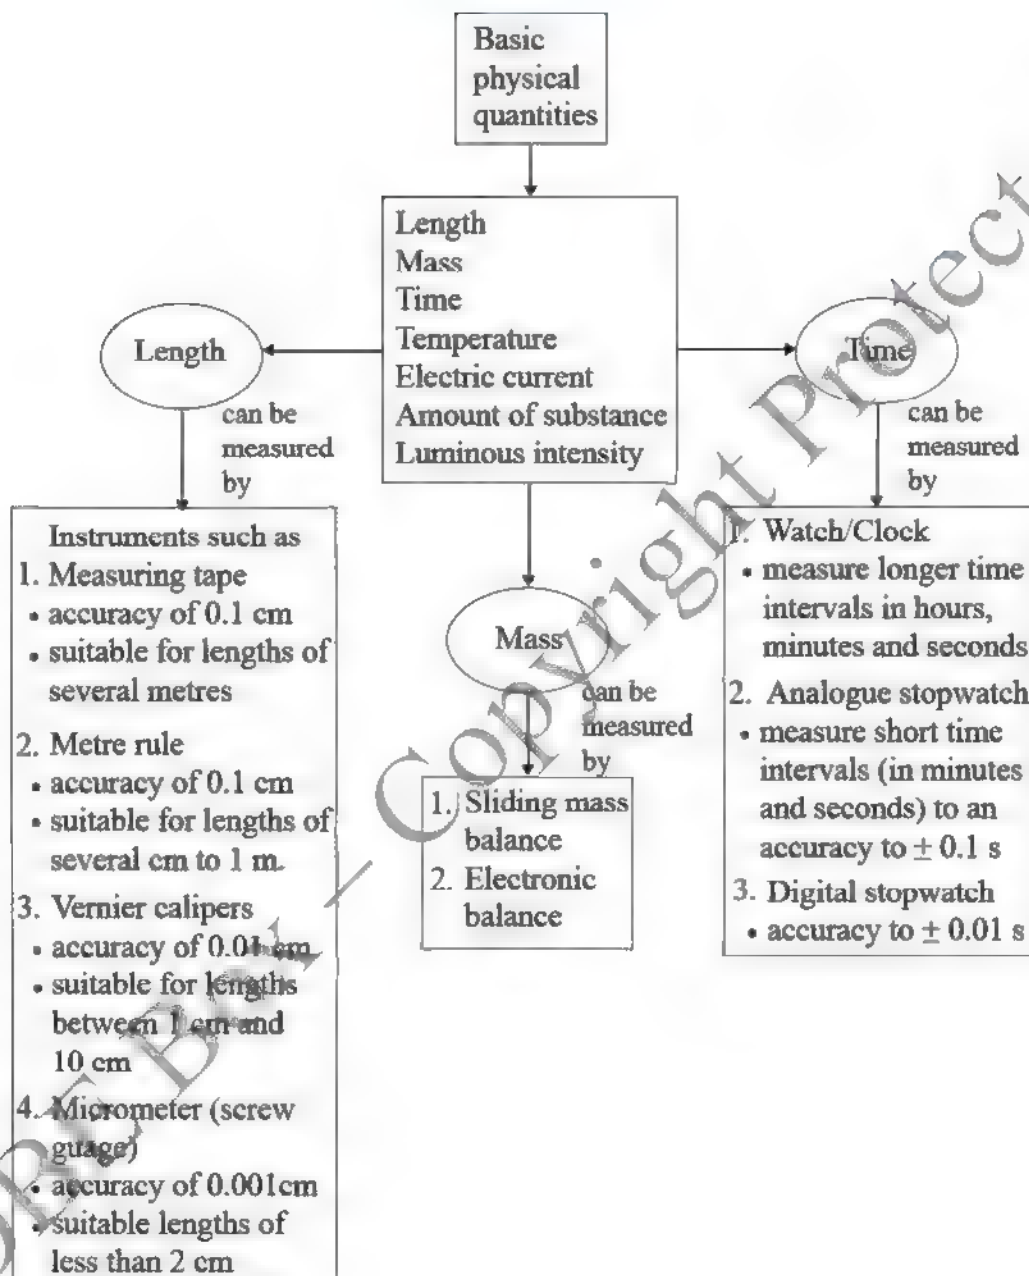 Basic
physical
quantities
Length
Mass
Time
Temperature
Electric current
Amount of substance
Luminous intensity
Length
can be
measured
by
Instruments such as
1. Measuring tape
• accuracy of 0.1 cm
• suitable for lengths of
several metres
2. Metre rule
• accuracy of 0.1 cm
• suitable for lengths of
several cm to 1 m.
3. Vernier calipers
• accuracy of 0.01 cm
• suitable for lengths
between 1 cm and
10 cm
4. Micrometer (screw
guage)
• accuracy of 0.001cm
• suitable lengths of
less than 2 cm
Mass
can be
measured
by
1. Sliding mass
balance
2. Electronic
balance
Time
can be
measured
by
1. Watch/Clock
• measure longer time
intervals in hours,
minutes and seconds
2. Analogue stopwatch
• measure short time
intervals (in minutes
and seconds) to an
accuracy to ± 0.1 s
3. Digital stopwatch
• accuracy to ± 0.01 s
/ Copyright Protect